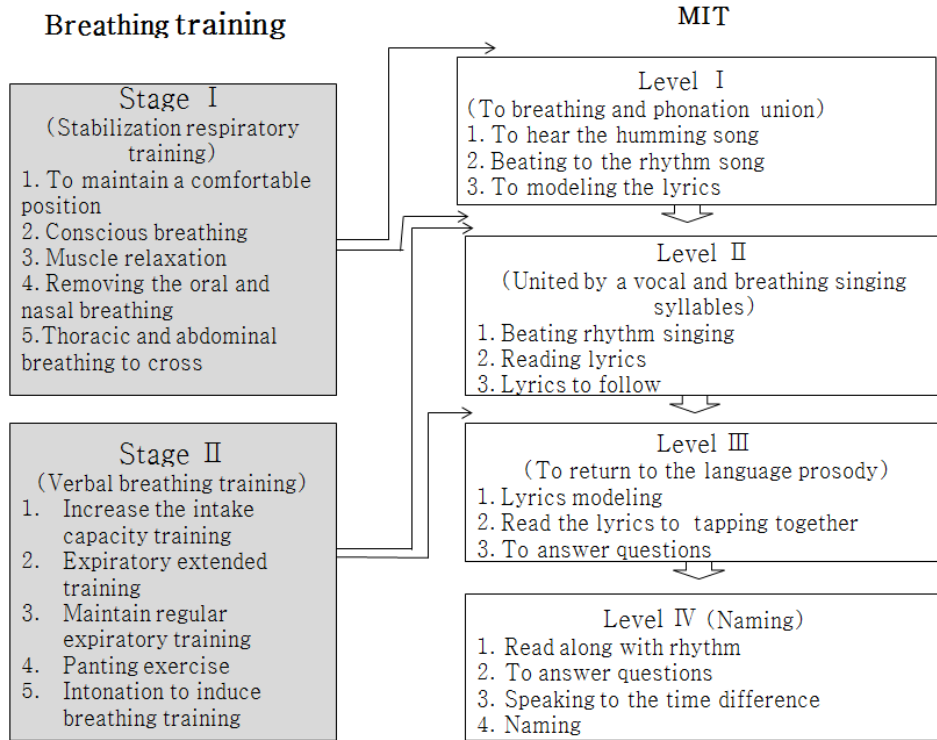 Breathing training
Stage Ⅰ
(Stabilization respiratory
training)
1. To maintain a comfortable
position
2. Conscious breathing
3. Muscle relaxation
4. Removing the oral and
nasal breathing
5.Thoracic and abdominal
breathing to cross
Stage Ⅱ
(Verbal breathing training)
1. Increase the intake
capacity training
2. Expiratory extended
training
3. Maintain regular
expiratory training
4. Panting exercise
5. Intonation to induce
breathing training
MIT
Level Ⅰ
(To breathing and phonation union)
1. To hear the humming song
2. Beating to the rhythm song
3. To modeling the lyrics
Level Ⅱ
(United by a vocal and breathing singing
syllables)
1. Beating rhythm singing
2. Reading lyrics
3. Lyrics to follow
Level Ⅲ
(To return to the language prosody)
1. Lyrics modeling
2. Read the lyrics to tapping together
3. To answer questions
Level Ⅳ (Naming)
1. Read along with rhythm
2. To answer questions
3. Speaking to the time difference
4. Naming